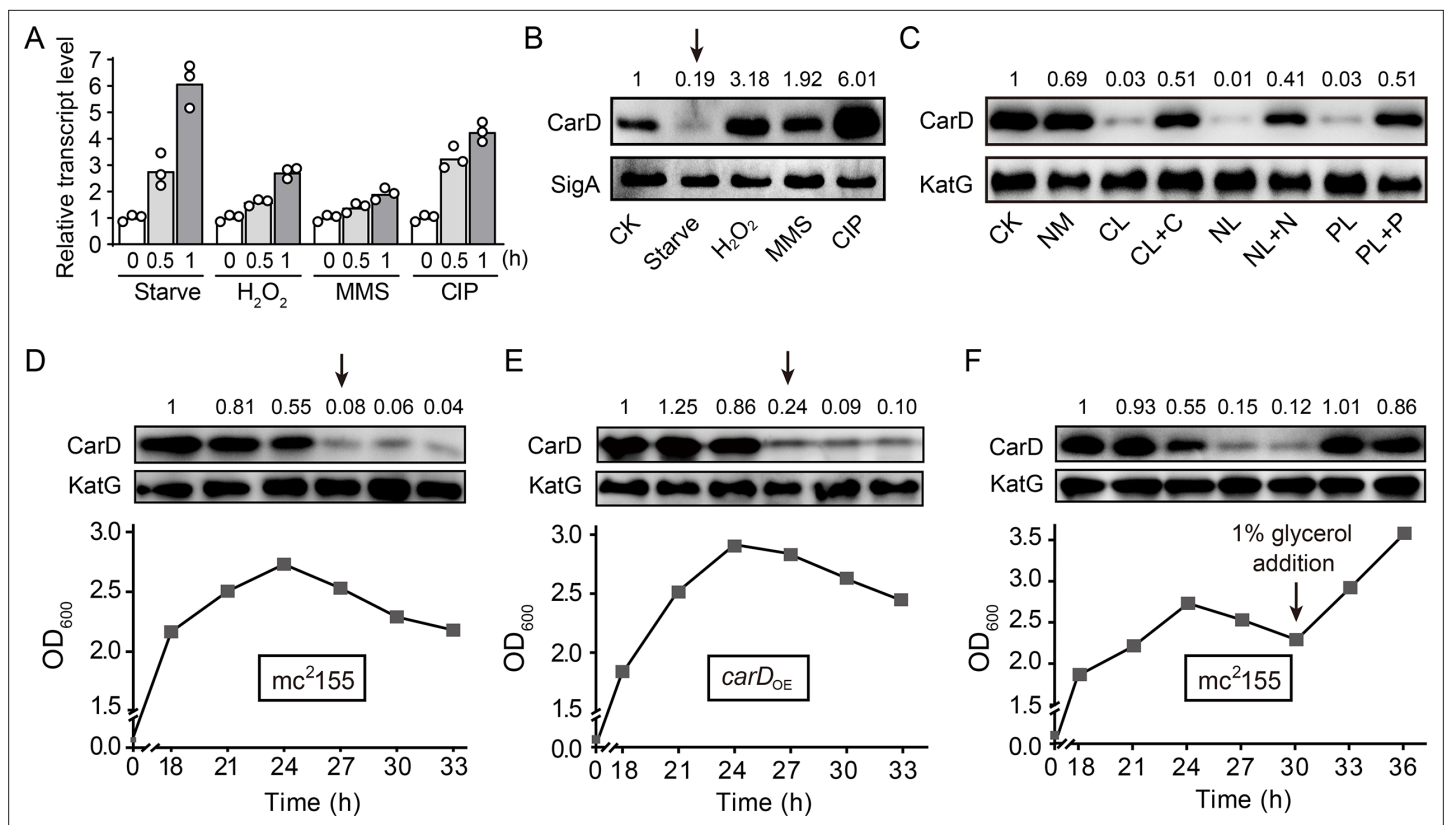 A
Relative transcript level
7
6
5
4
3
2
1
0
0 0.5 1 0 0.5 1 0 0.5 1 0 0.5 1 (h)
Starve H₂O₂ MMS CIP
B
1 0.19 3.18 1.92 6.01
CarD
SigA
CK Starve H₂O₂ MMS CIP
C
1 0.69 0.03 0.51 0.01 0.41 0.03 0.51
CarD
KatG
CK NM CL CL+C NL NL+N PL PL+P
D
1 0.81 0.55 0.08 0.06 0.04
CarD
KatG
OD₆₀₀
3.0
2.5
2.0
1.5
0.0
mc²155
0 18 21 24 27 30 33
Time (h)
E
1 1.25 0.86 0.24 0.09 0.10
CarD
KatG
OD₆₀₀
3.0
2.5
2.0
1.5
0.0
carD_OE
0 18 21 24 27 30 33
Time (h)
F
1 0.93 0.55 0.15 0.12 1.01 0.86
CarD
KatG
OD₆₀₀
3.5
3.0
2.5
2.0
1.5
0.0
1% glycerol
addition
mc²155
0 18 21 24 27 30 33 36
Time (h)